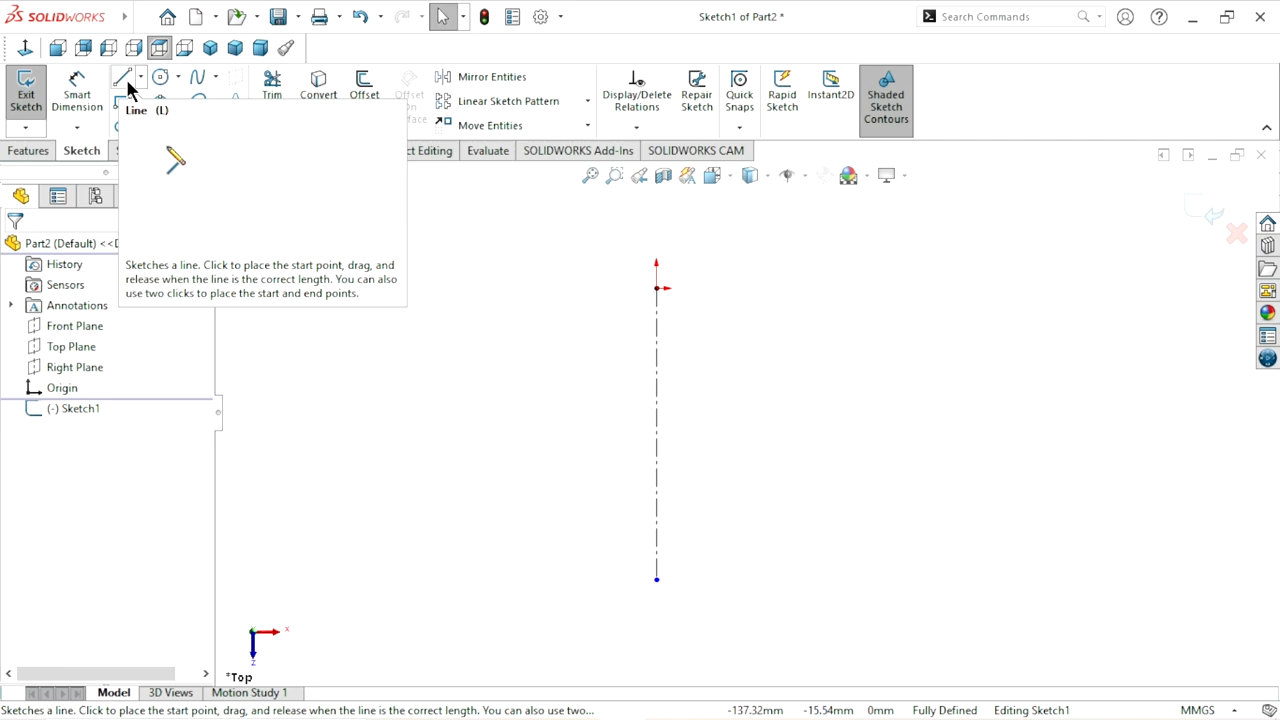 SOLIDWORKS
Sketch1 of Part2 *
Search Commands
Exit
Sketch
Smart
Dimension
Trim
Convert
Offset
Mirror Entities
Linear Sketch Pattern
Move Entities
Display/Delete
Relations
Repair
Sketch
Quick
Snaps
Rapid
Sketch
Instant2D
Shaded
Sketch
Contours
Line (L)
Features
Sketch
Evaluate
SOLIDWORKS Add-Ins
SOLIDWORKS CAM
Sketches a line. Click to place the start point, drag, and
release when the line is the correct length. You can also
use two clicks to place the start and end points.
Part2 (Default) <<D
History
Sensors
Annotations
Front Plane
Top Plane
Right Plane
Origin
(-) Sketch1
X
Z
*Top
Model
3D Views
Motion Study 1
Sketches a line. Click to place the start point, drag, and release when the line is the correct length. You can also use two...
-137.32mm
-15.54mm
0mm
Fully Defined
Editing Sketch1
MMGS